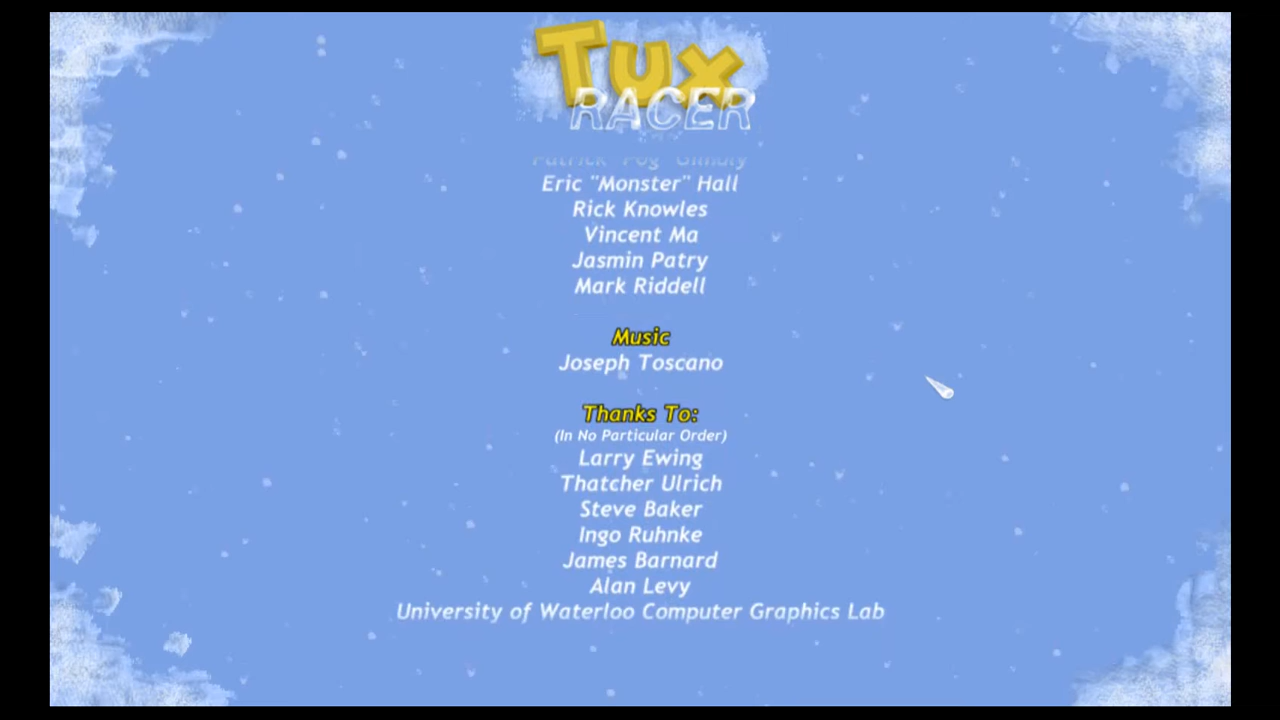 Tux
RACER
Eric "Monster" Hall
Rick Knowles
Vincent Ma
Jasmin Patry
Mark Riddell
Music
Joseph Toscano
Thanks To:
(In No Particular Order)
Larry Ewing
Thatcher Ulrich
Steve Baker
Ingo Ruhnke
James Barnard
Alan Levy
University of Waterloo Computer Graphics Lab